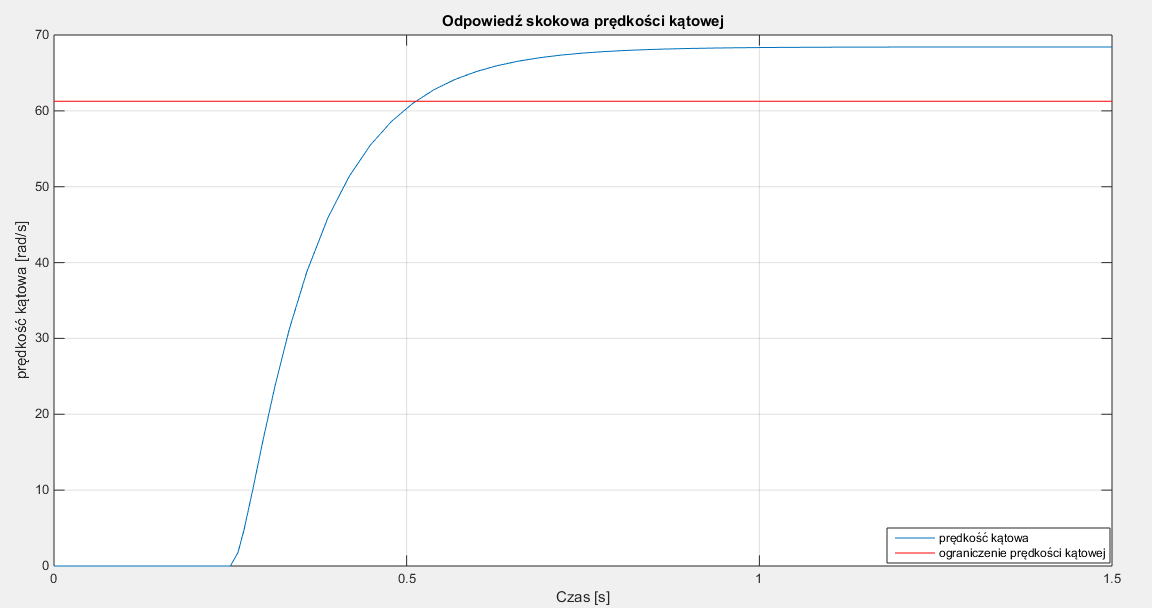 Odpowiedź skokowa prędkości kątowej
70
60
50
40
30
20
10
0
prędkość kątowa [rad/s]
0
0.5
1
1.5
Czas [s]
prędkość kątowa
ograniczenie prędkości kątowej